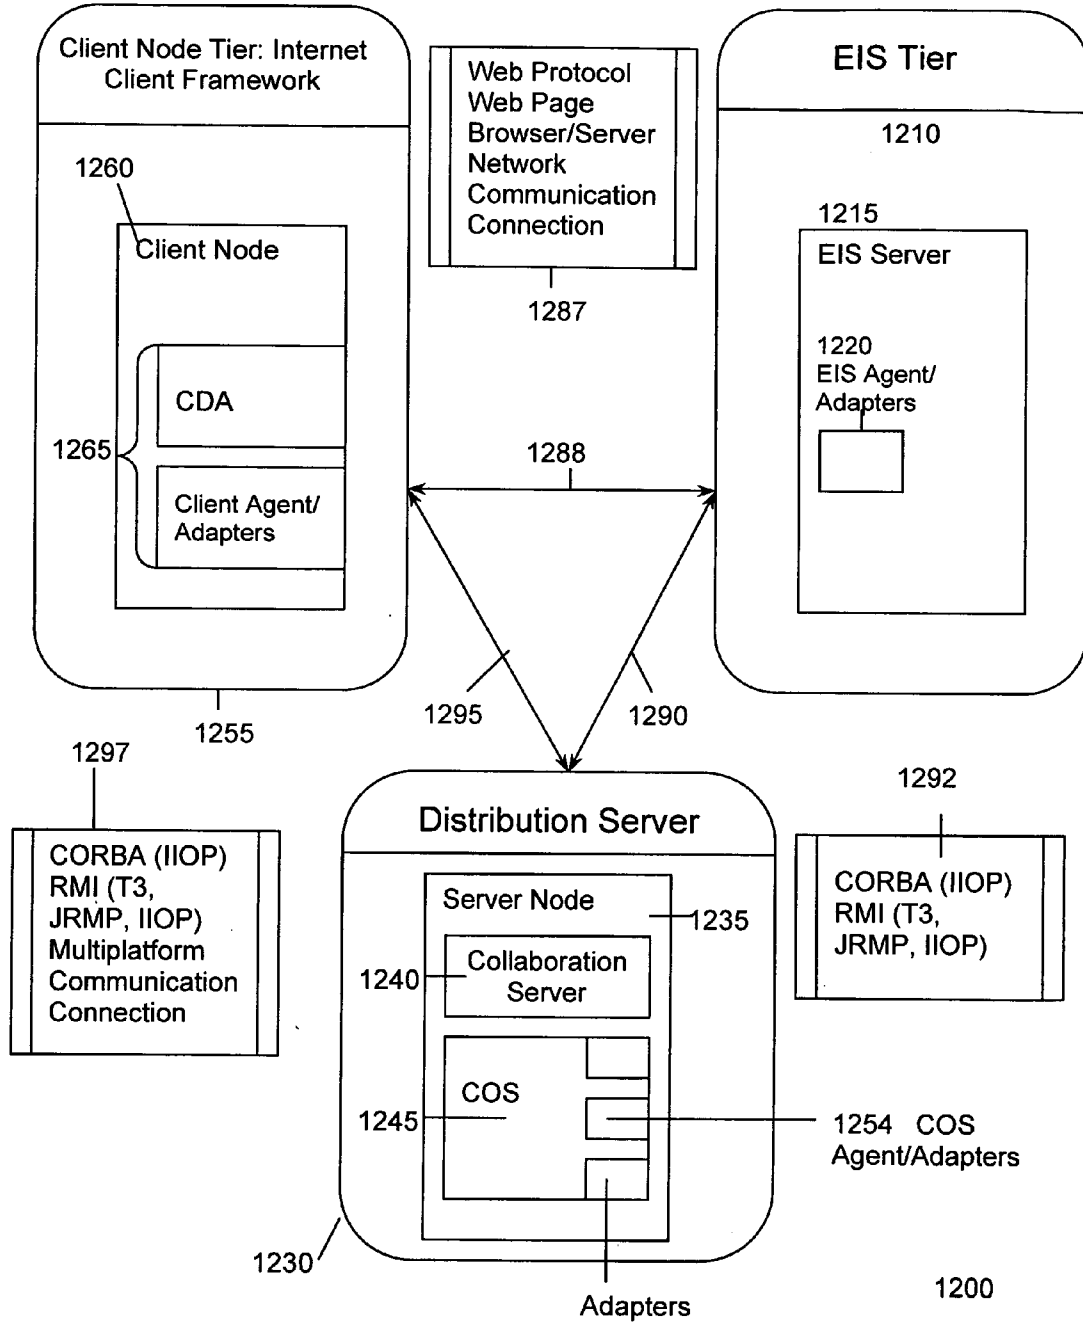 Client Node Tier: Internet
Client Framework
Web Protocol
Web Page
Browser/Server
Network
Communication
Connection
EIS Tier
1210
1260
Client Node
1215
EIS Server
1287
1220
EIS Agent/
Adapters
CDA
1265
1288
Client Agent/
Adapters
1295
1290
1255
1297
1292
CORBA (IIOP)
RMI (T3,
JRMP, IIOP)
Multiplatform
Communication
Connection
Distribution Server
CORBA (IIOP)
RMI (T3,
JRMP, IIOP)
Server Node
1235
1240
Collaboration
Server
COS
1245
1254 COS
Agent/Adapters
1230
Adapters
1200